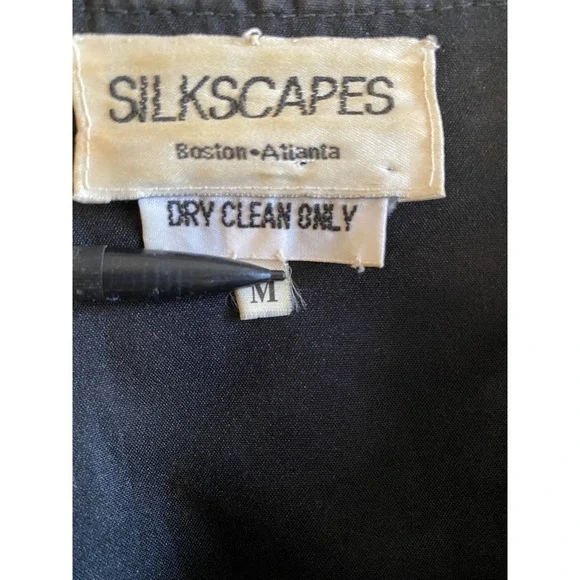 SILKSCAPES
Boston•Atlanta
DRY CLEAN ONLY
M